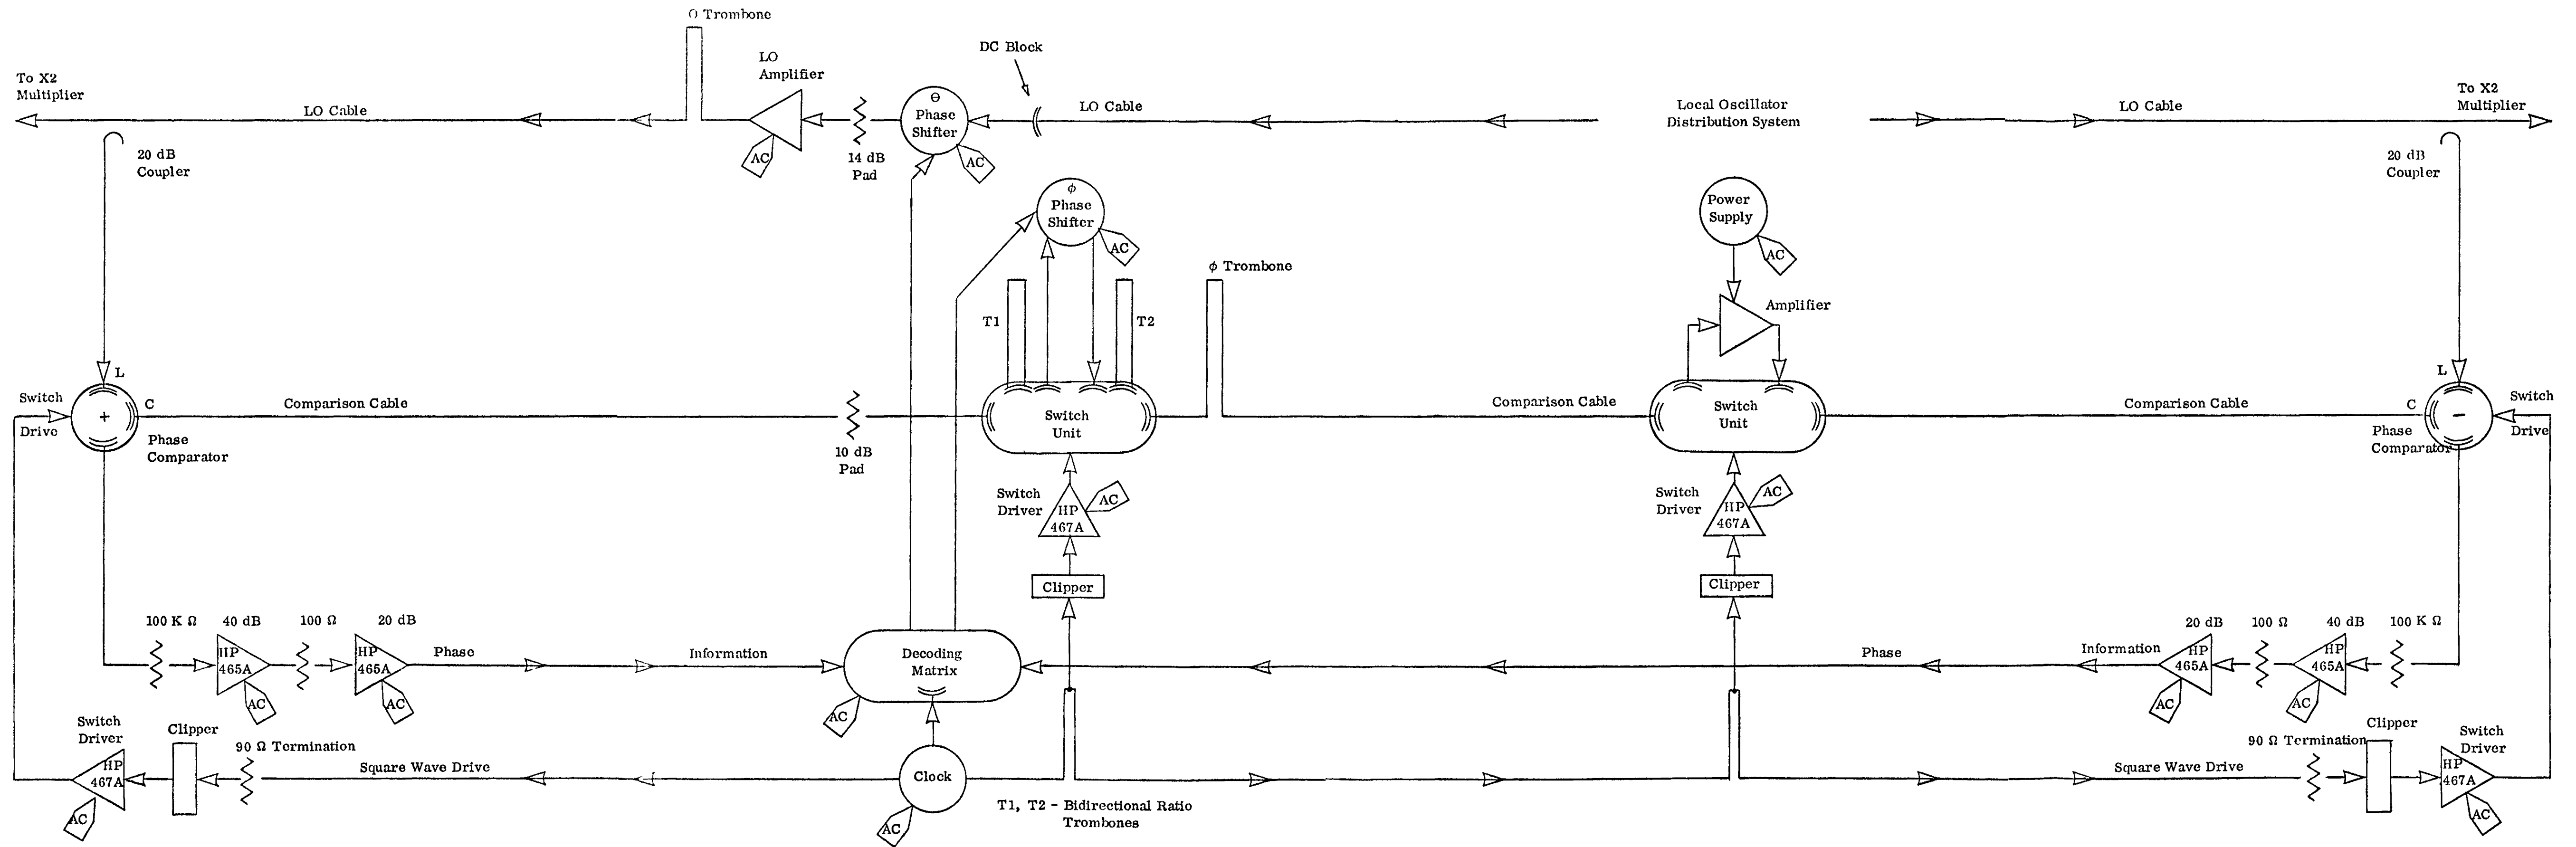 Θ Trombone
DC Block
LO
Amplifier
To X2
Multiplier
LO Cable
Θ
Phase
Shifter
LO Cable
Local Oscillator
Distribution System
LO Cable
To X2
Multiplier
20 dB
Coupler
AC
14 dB
Pad
AC
20 dB
Coupler
ϕ
Phase
Shifter
AC
Power
Supply
AC
ϕ Trombone
T1
T2
Amplifier
L
L
Switch
Drive
+
C
Comparison Cable
Switch
Unit
Comparison Cable
Switch
Unit
Comparison Cable
C
-
Switch
Drive
Phase
Comparator
Phase
Comparator
10 dB
Pad
Switch
Driver
HP
467A
AC
Switch
Driver
HP
467A
AC
Clipper
Clipper
100 K Ω
40 dB
100 Ω
20 dB
20 dB
100 Ω
40 dB
100 K Ω
HP
465A
AC
HP
465A
AC
Phase
Information
Decoding
Matrix
AC
Phase
Information
HP
465A
AC
HP
465A
AC
Switch
Driver
HP
467A
AC
Clipper
90 Ω Termination
Square Wave Drive
Clock
AC
Square Wave Drive
90 Ω Termination
Clipper
Switch
Driver
HP
467A
AC
T1, T2 - Bidirectional Ratio
Trombones